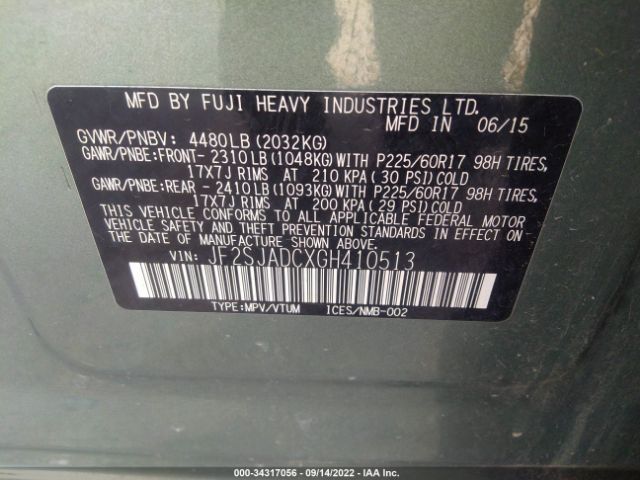 MFD BY FUJI HEAVY INDUSTRIES LTD.
MFD IN 06/15
GVWR/PNBV: 4480LB(2032KG)
GAWR/PNBE:FRONT- 2310LB(1048KG)WITH P225/60R17 98H TIRES,
17X7J RIMS AT 210 KPA(30 PSI)COLD
GAWR/PNBE:REAR - 2410LB(1093KG)WITH P225/60R17 98H TIRES,
17X7J RIMS AT 200 KPA(29 PSI)COLD
THIS VEHICLE CONFORMS TO ALL APPLICABLE FEDERAL MOTOR
VEHICLE SAFETY AND THEFT PREVENTION STANDARDS IN EFFECT
ON THE DATE OF MANUFACTURE SHOWN ABOVE.
VIN: JF2SJADCXGH410513
TYPE:MPV/VTUM ICES/NMB-002
000-34317056 - 09/14/2022 - IAA Inc.